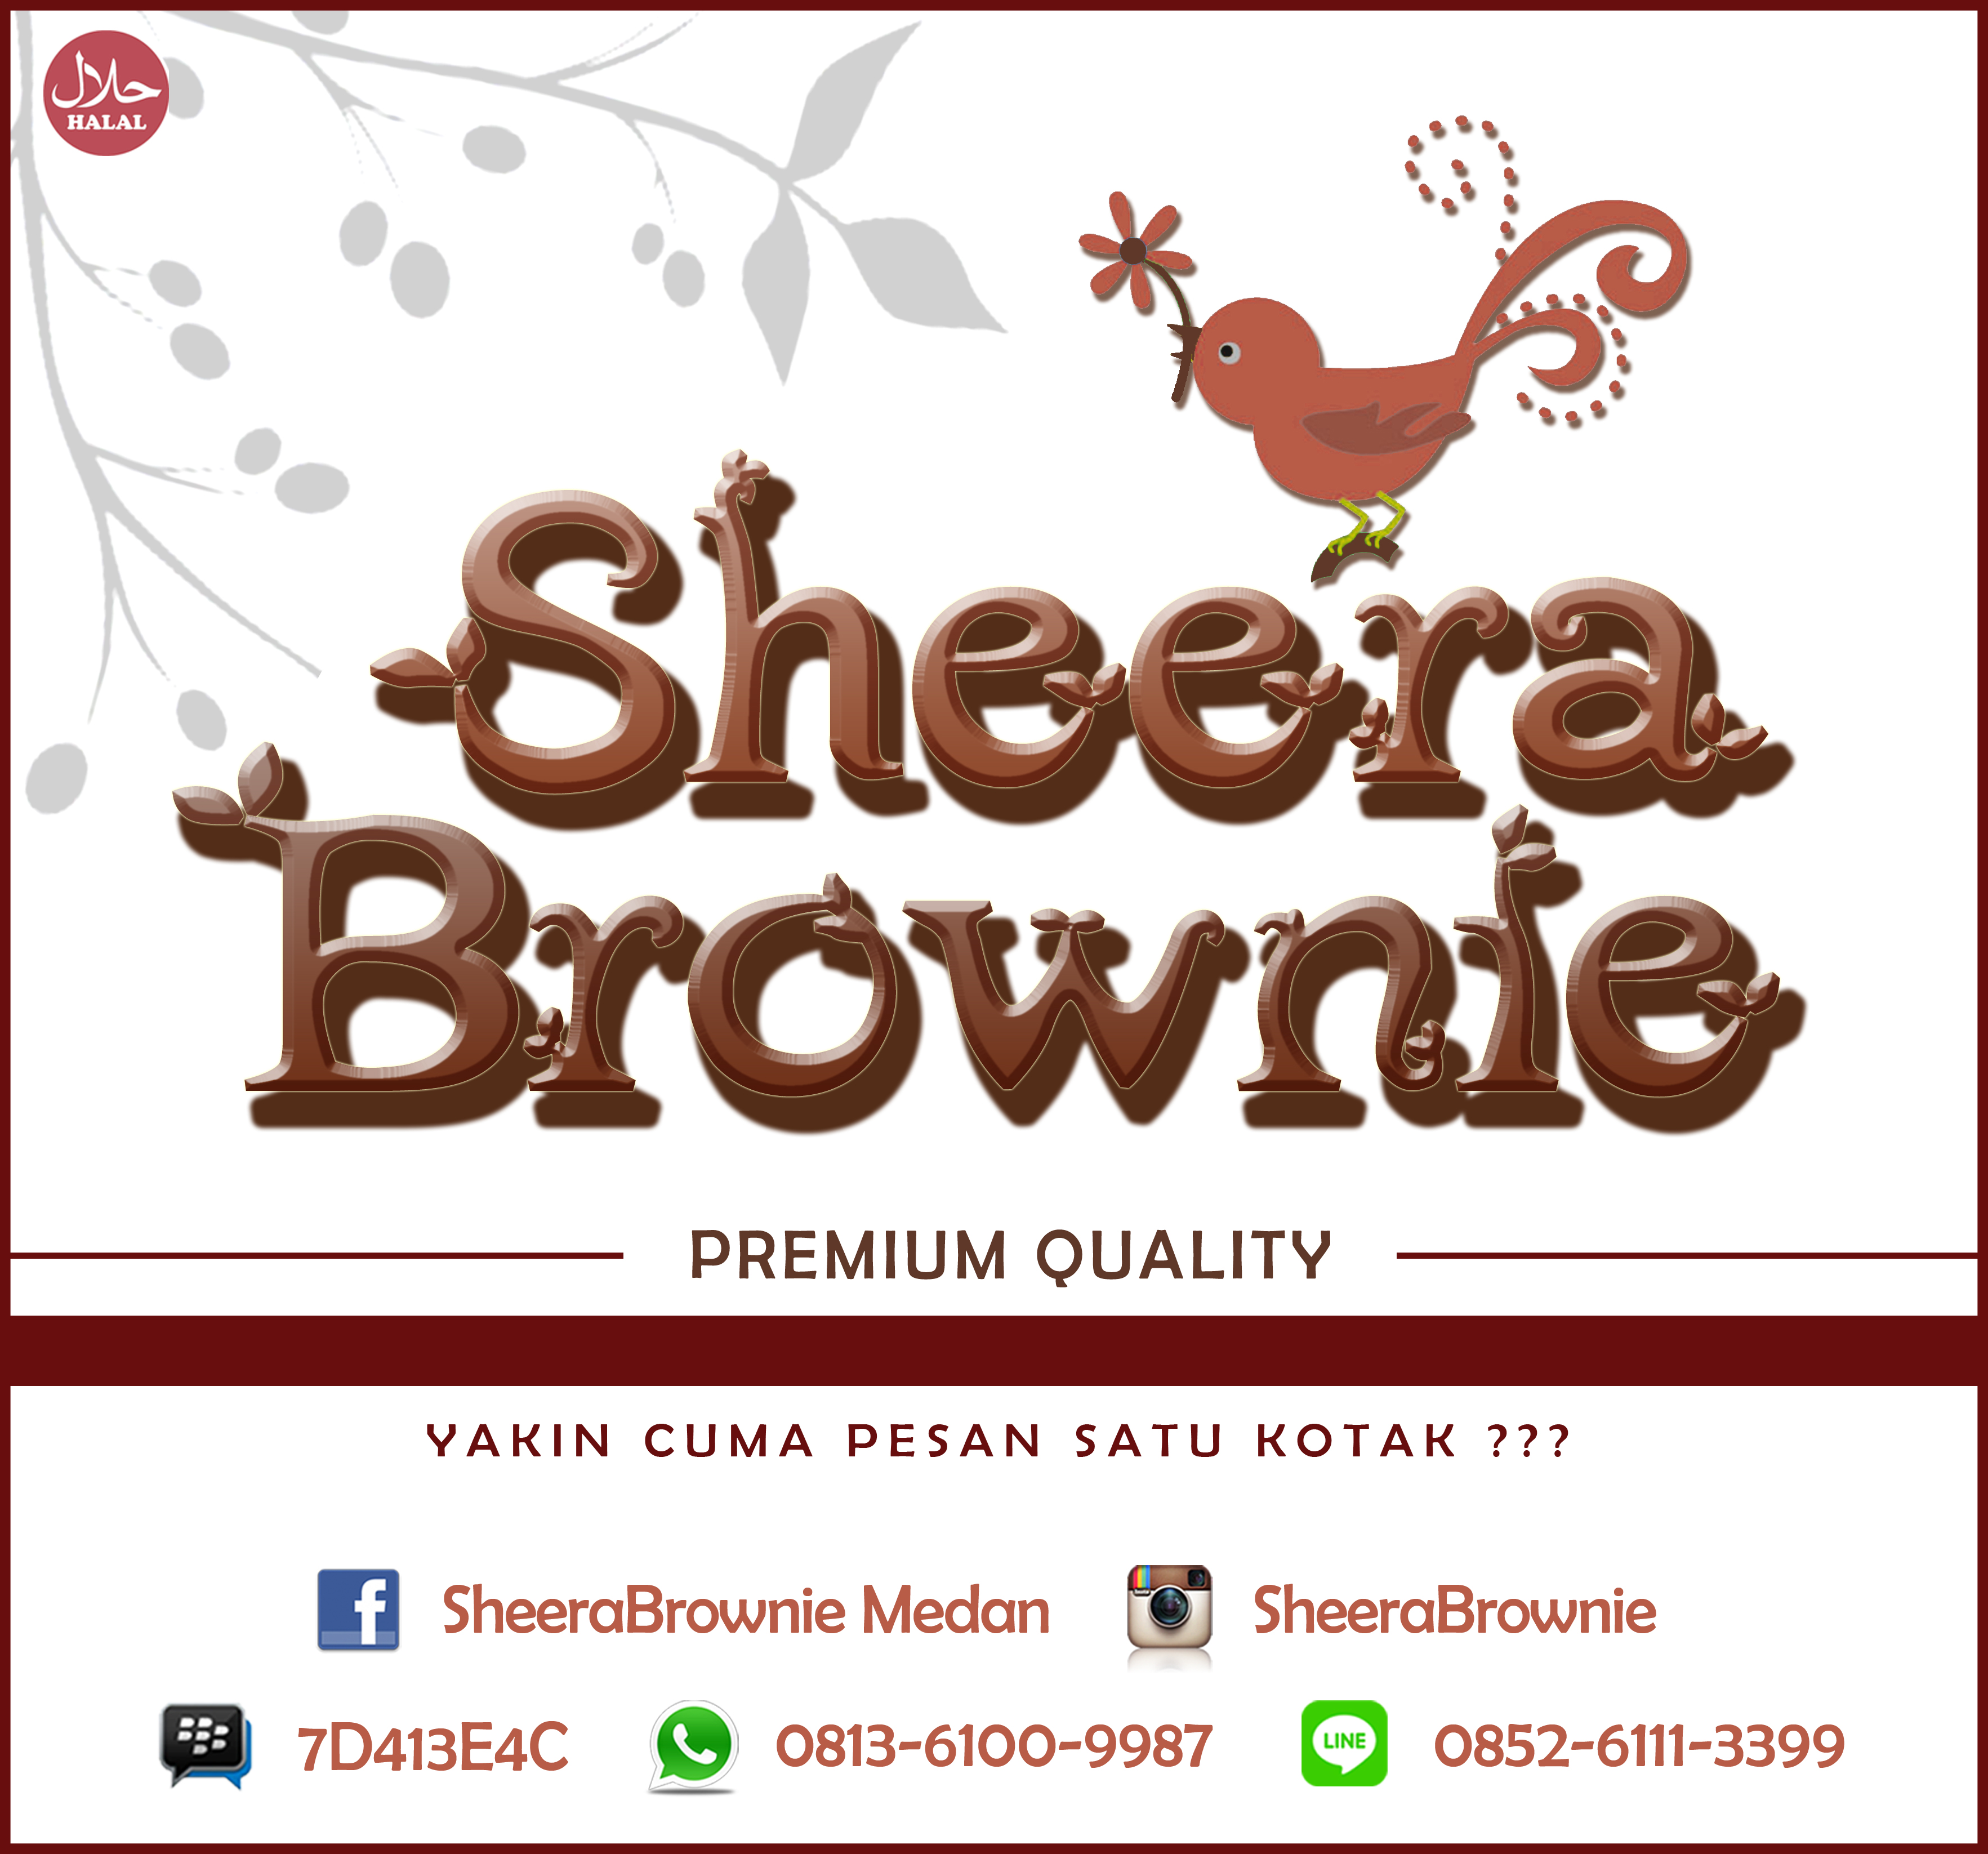 حلال
HALAL
Sheera
Brownie
PREMIUM QUALITY
YAKIN CUMA PESAN SATU KOTAK ???
f SheeraBrownie Medan SheeraBrownie
7D413E4C 0813-6100-9987 LINE 0852-6111-3399